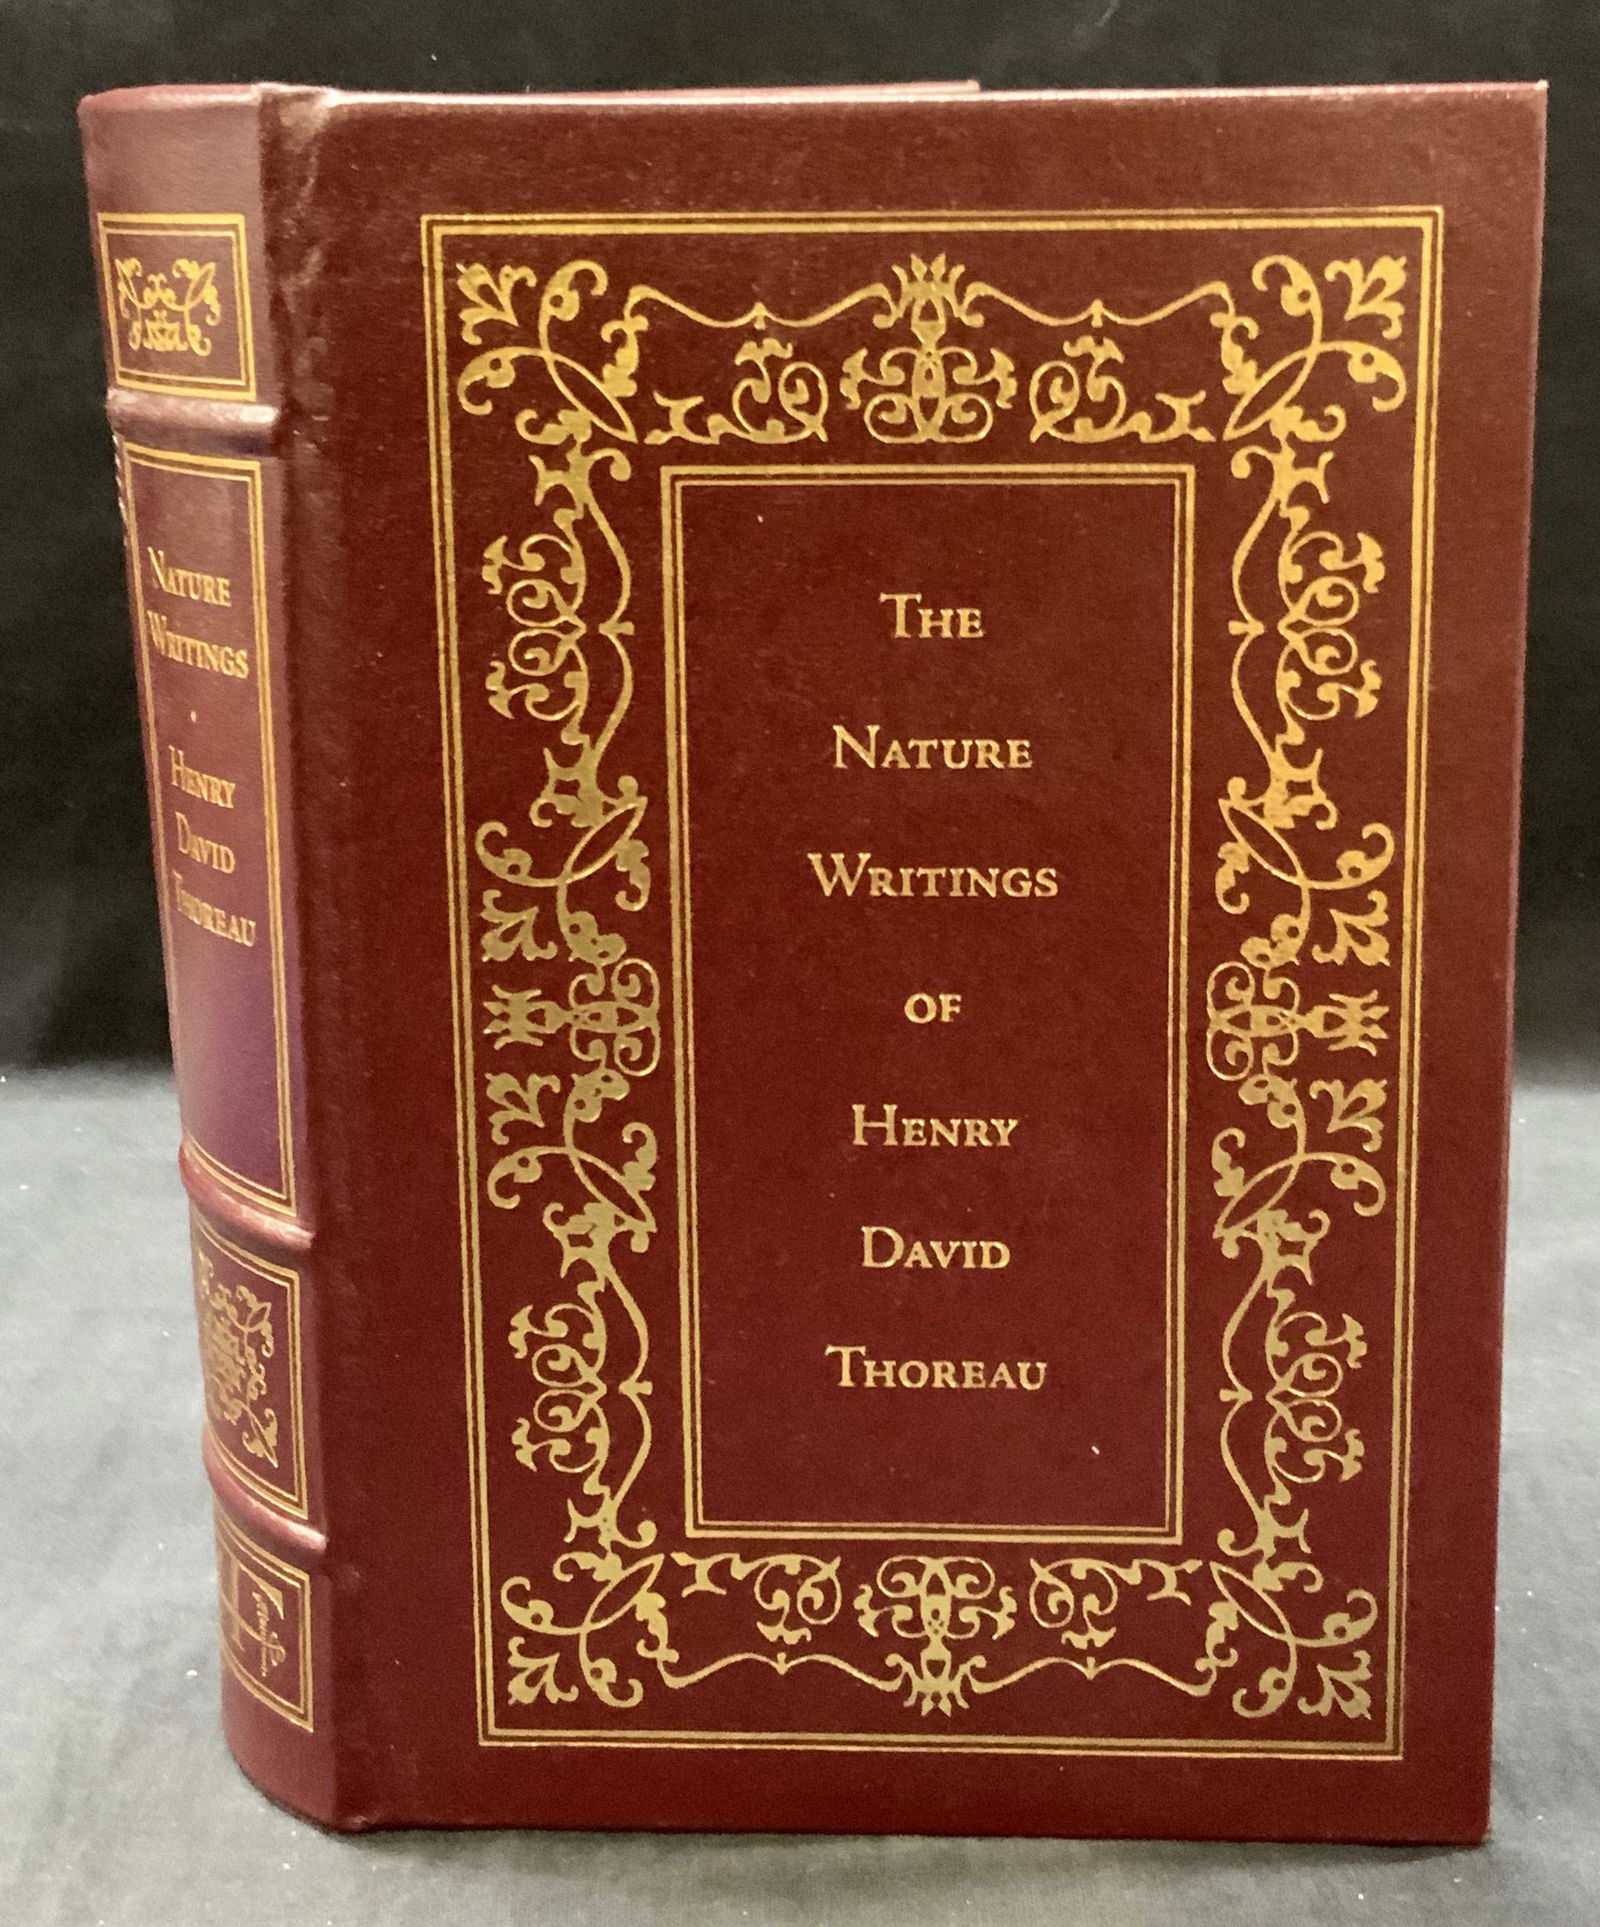 Nature
Writings
·
Henry
David
Thoreau
The
Nature
Writings
of
Henry
David
Thoreau